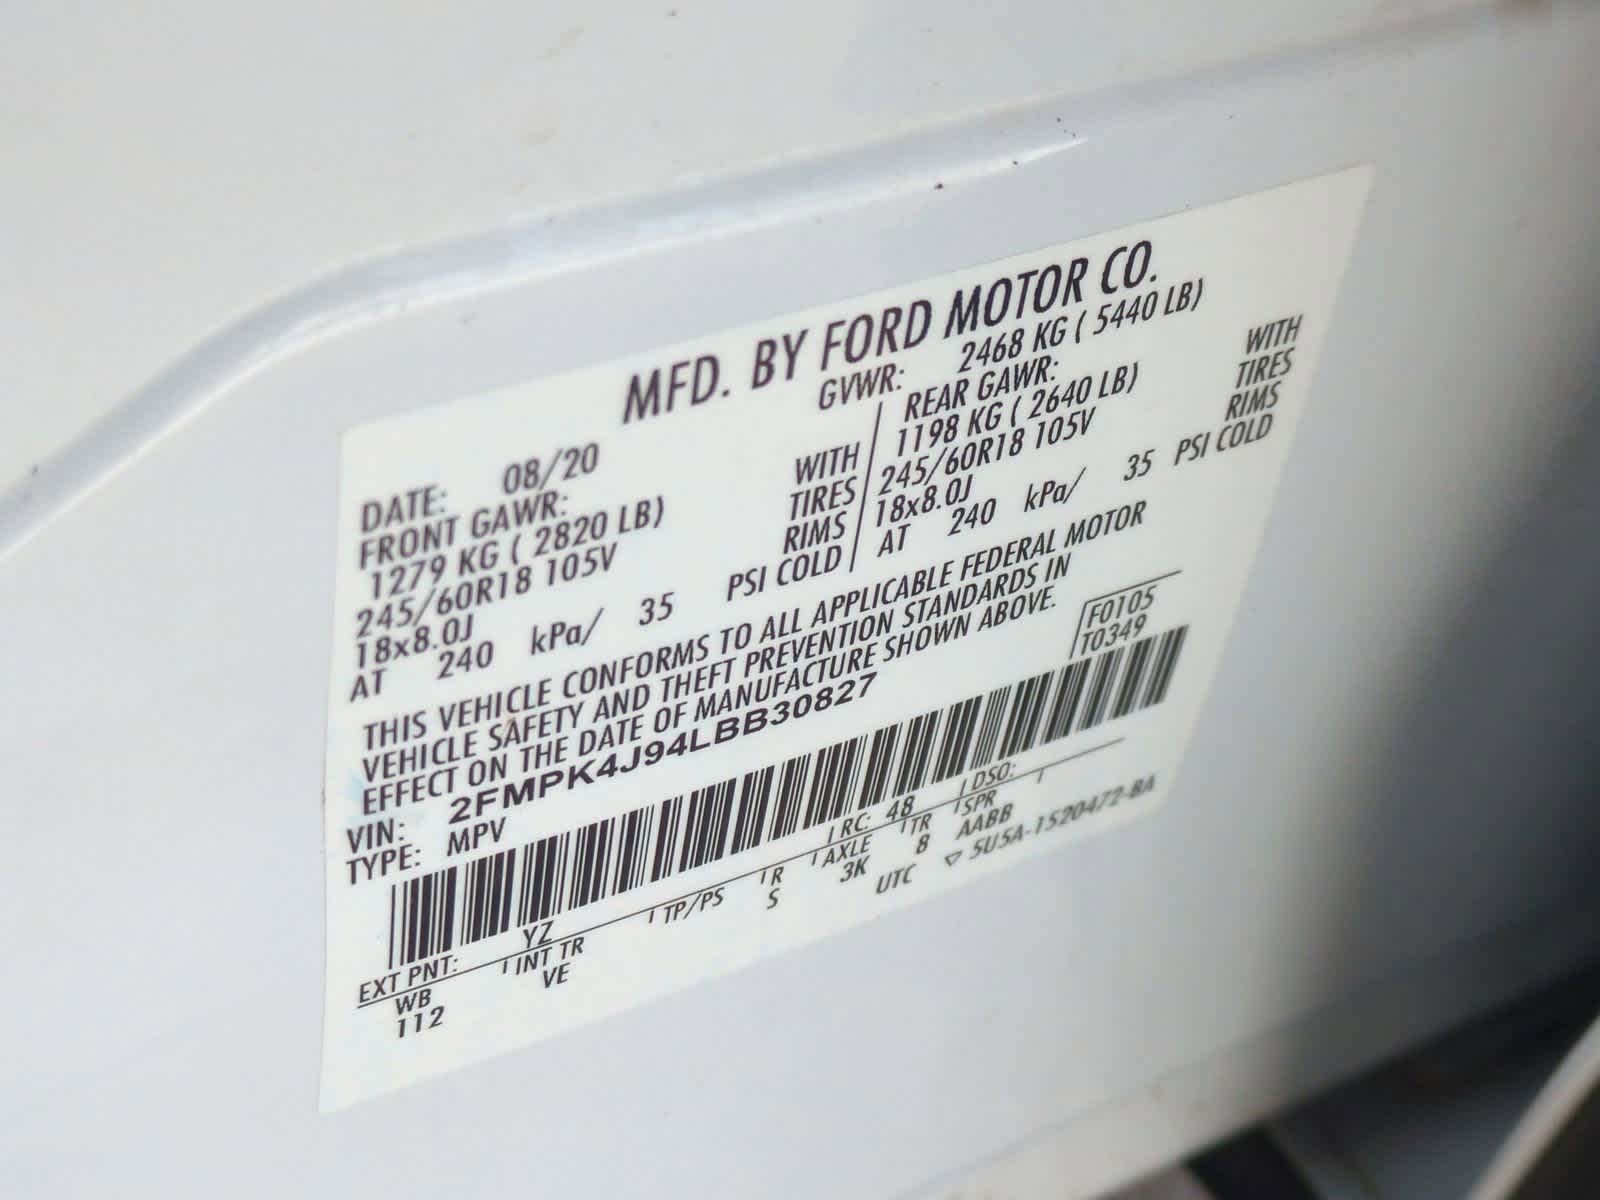 MFD. BY FORD MOTOR CO.
DATE: 08/20 GVWR: 2468 KG ( 5440 LB)
FRONT GAWR: REAR GAWR:
1279 KG ( 2820 LB) WITH 1198 KG ( 2640 LB) WITH
245/60R18 105V TIRES 245/60R18 105V TIRES
18x8.0J RIMS 18x8.0J RIMS
AT 240 kPa/ 35 PSI COLD AT 240 kPa/ 35 PSI COLD
THIS VEHICLE CONFORMS TO ALL APPLICABLE FEDERAL MOTOR
VEHICLE SAFETY AND THEFT PREVENTION STANDARDS IN
EFFECT ON THE DATE OF MANUFACTURE SHOWN ABOVE.
VIN: 2FMPK4J94LBB30827 F0105
TYPE: MPV T0349
EXT PNT: YZ RC: 48 DSO:
WB INT TR TP/PS R AXLE TR SPR
112 VE S 3K 8 AABB
UTC ▽ 5U5A-1520472-BA